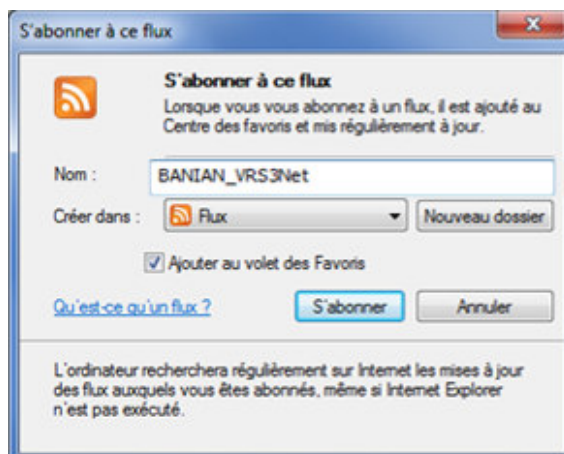 S'abonner à ce flux
S'abonner à ce flux
Lorsque vous vous abonnez à un flux, il est ajouté au
Centre des favoris et mis régulièrement à jour.
Nom :
BANIAN_VRS3Net
Créer dans :
Flux
Nouveau dossier
Ajouter au volet des Favoris
Qu'est-ce qu'un flux ?
S'abonner
Annuler
L'ordinateur recherchera régulièrement sur Internet les mises à jour
des flux auxquels vous êtes abonnés, même si Internet Explorer
n'est pas exécuté.